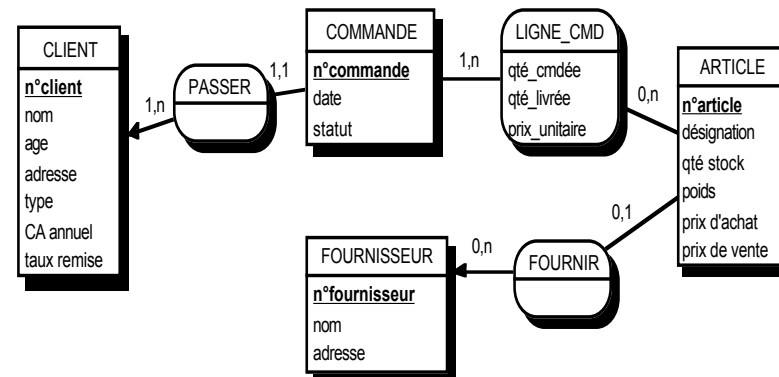 CLIENT
n°client
nom
age
adresse
type
CA annuel
taux remise
1,n
PASSER
1,1
COMMANDE
n°commande
date
statut
1,n
LIGNE_CMD
qté_cmdée
qté_livrée
prix_unitaire
0,n
ARTICLE
n°article
désignation
qté stock
poids
prix d'achat
prix de vente
0,1
FOURNIR
0,n
FOURNISSEUR
n°fournisseur
nom
adresse